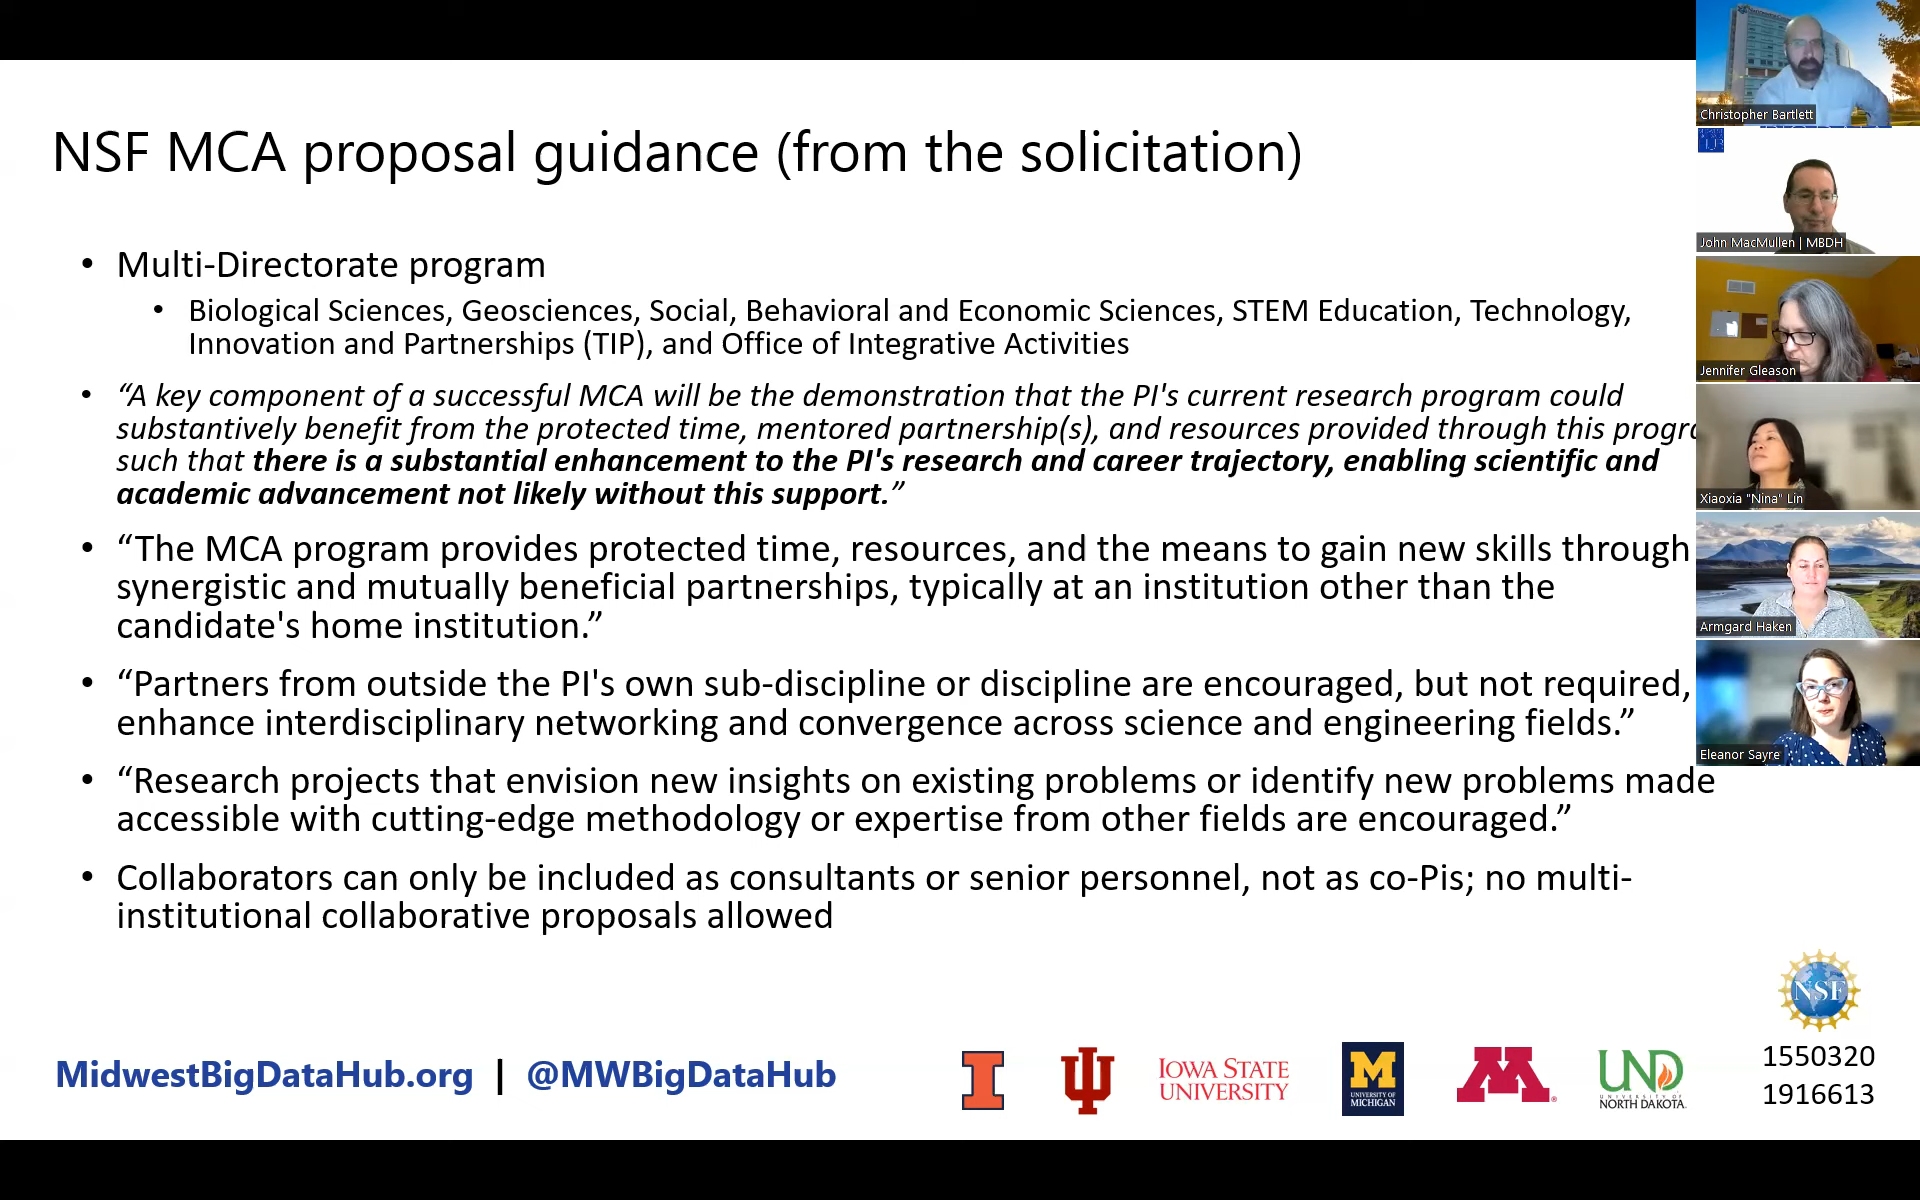 NSF MCA proposal guidance (from the solicitation)
• Multi-Directorate program
• Biological Sciences, Geosciences, Social, Behavioral and Economic Sciences, STEM Education, Technology,
Innovation and Partnerships (TIP), and Office of Integrative Activities
• “A key component of a successful MCA will be the demonstration that the PI's current research program could
substantively benefit from the protected time, mentored partnership(s), and resources provided through this
such that there is a substantial enhancement to the PI's research and career trajectory, enabling scientific and
academic advancement not likely without this support.”
• “The MCA program provides protected time, resources, and the means to gain new skills through
synergistic and mutually beneficial partnerships, typically at an institution other than the
candidate's home institution.”
• “Partners from outside the PI's own sub-discipline or discipline are encouraged, but not required,
enhance interdisciplinary networking and convergence across science and engineering fields.”
• “Research projects that envision new insights on existing problems or identify new problems made
accessible with cutting-edge methodology or expertise from other fields are encouraged.”
• Collaborators can only be included as consultants or senior personnel, not as co-Pis; no multi-
institutional collaborative proposals allowed
MidwestBigDataHub.org | @MWBigDataHub
I
IOWA STATE
UNIVERSITY
M
UNIVERSITY OF
MICHIGAN
M
UND
UNIVERSITY OF
NORTH DAKOTA
NSF
1550320
1916613
Christopher Bartlett
John MacMullen | MBDH
Jennifer Gleason
Xiaoxia "Nina" Lin
Armgard Haken
Eleanor Sayre